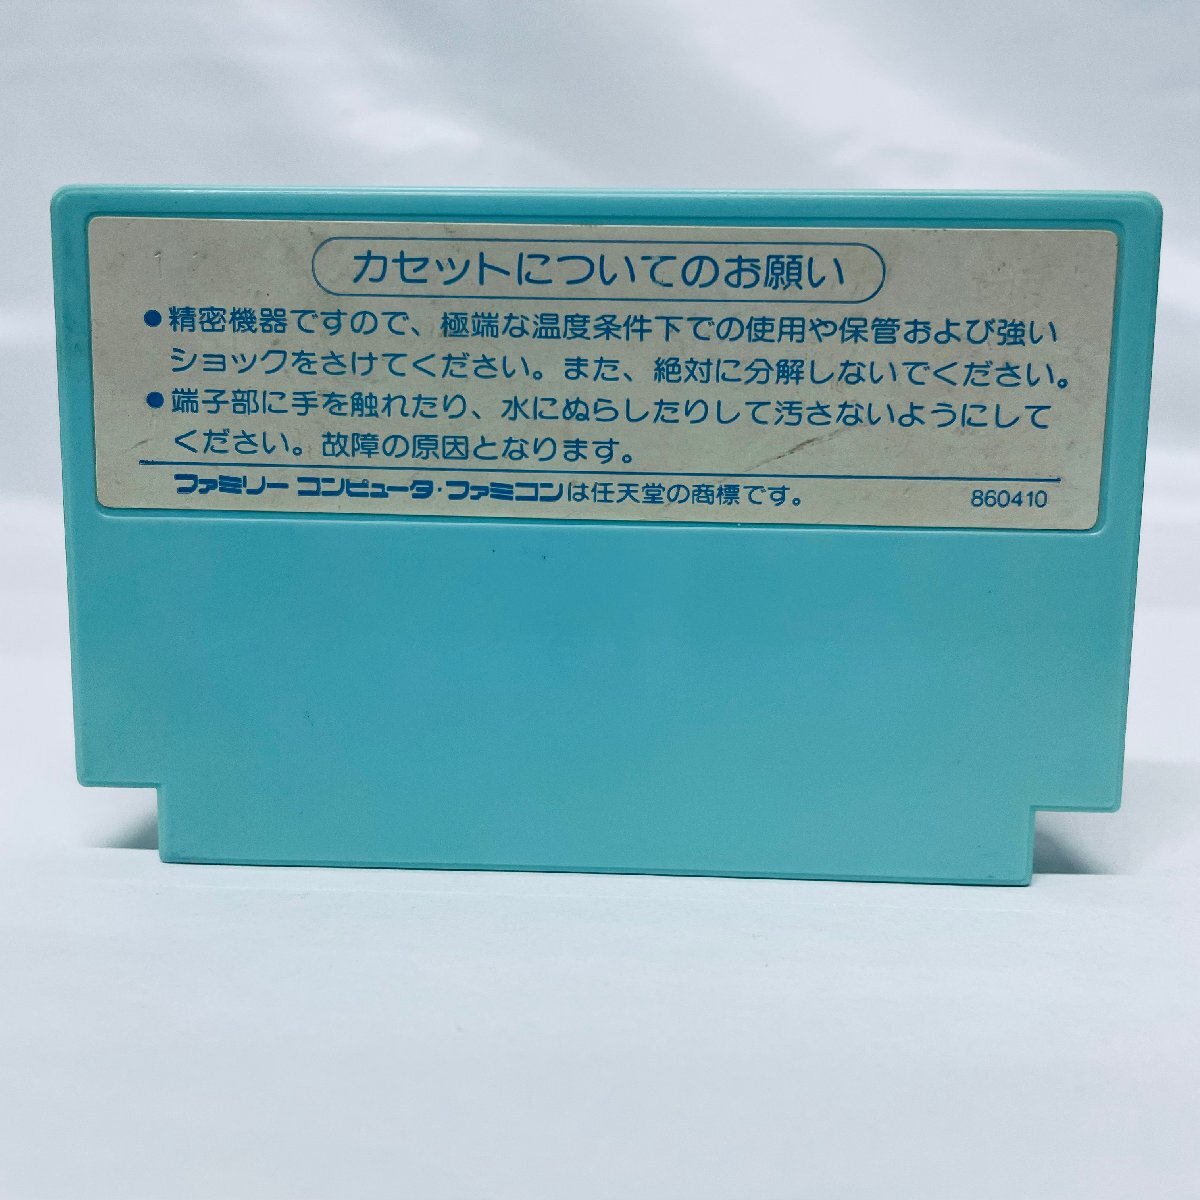 カセットについてのお願い
●精密機器ですので、極端な温度条件下での使用や保管および強い
ショックをさけてください。また、絶対に分解しないでください。
●端子部に手を触れたり、水にぬらしたりして汚さないようにして
ください。故障の原因となります。
ファミリーコンピュータ・ファミコンは任天堂の商標です。 860410